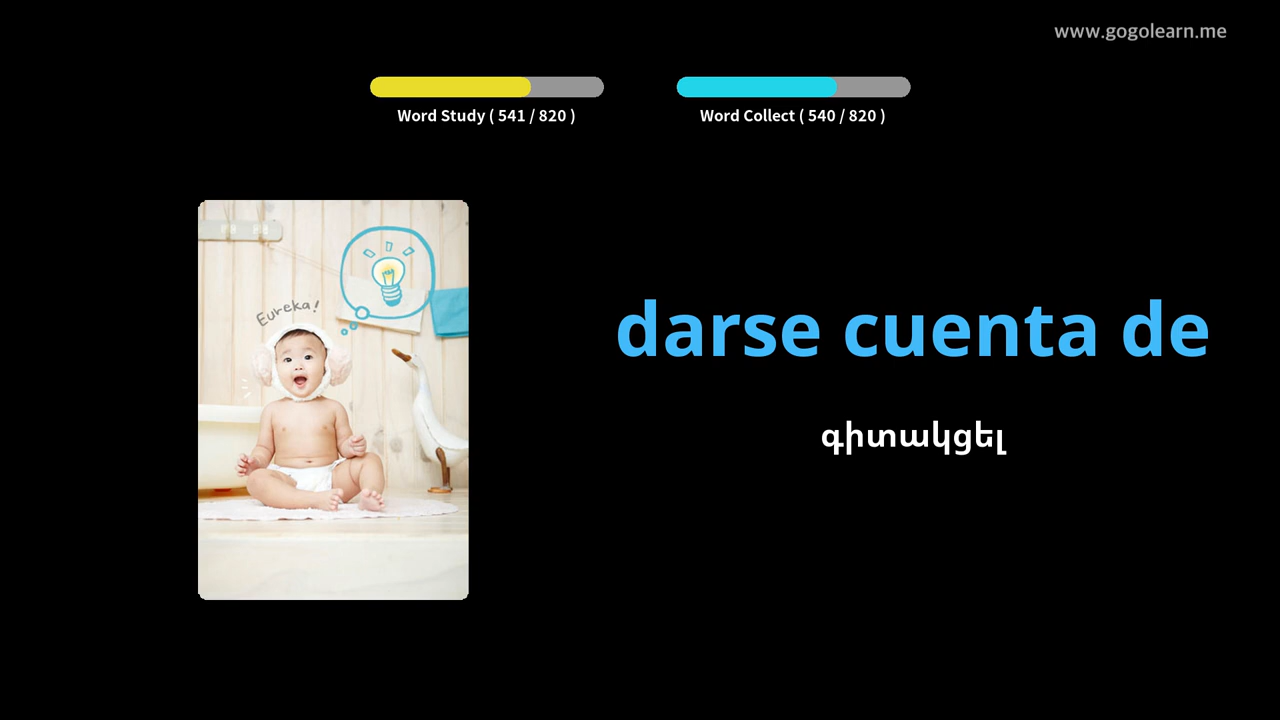 www.gogolearn.me
Word Study ( 541 / 820 )
Word Collect ( 540 / 820 )
Eureka!
darse cuenta de
գիտակցել